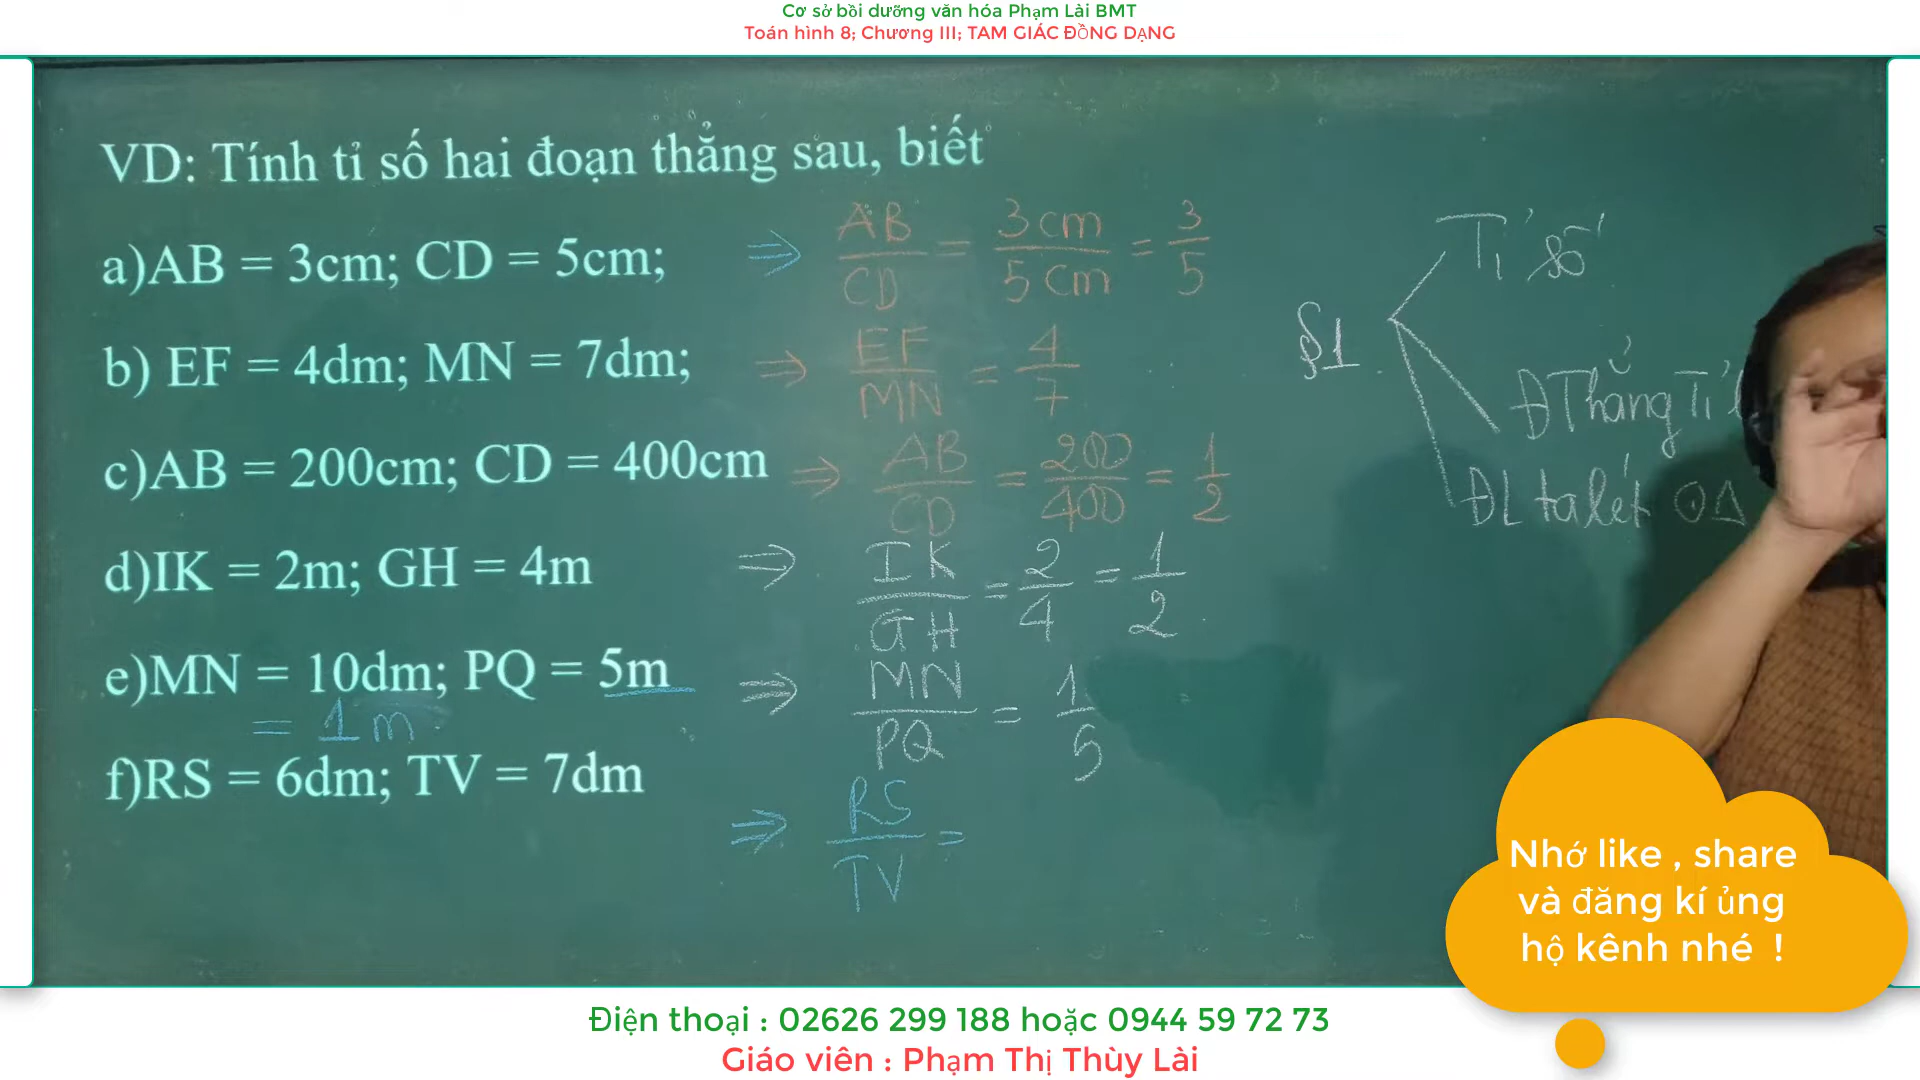 Cơ sở bồi dưỡng văn hóa Phạm Lài BMT
Toán hình 8; Chương III; TAM GIÁC ĐỒNG DẠNG
VD: Tính tỉ số hai đoạn thẳng sau, biết
a)AB = 3cm; CD = 5cm; ⇒ AB/CD = 3cm/5cm = 3/5
b) EF = 4dm; MN = 7dm; ⇒ EF/MN = 4/7
c)AB = 200cm; CD = 400cm ⇒ AB/CD = 200/400 = 1/2
d)IK = 2m; GH = 4m ⇒ IK/GH = 2/4 = 1/2
e)MN = 10dm; PQ = 5m ⇒ MN/PQ = 1/5
= 1m
f)RS = 6dm; TV = 7dm ⇒ RS/TV =
§1
Tỉ số
ĐThẳng Tỉ
ĐL talét
Nhớ like , share
và đăng kí ủng
hộ kênh nhé !
Điện thoại : 02626 299 188 hoặc 0944 59 72 73
Giáo viên : Phạm Thị Thùy Lài